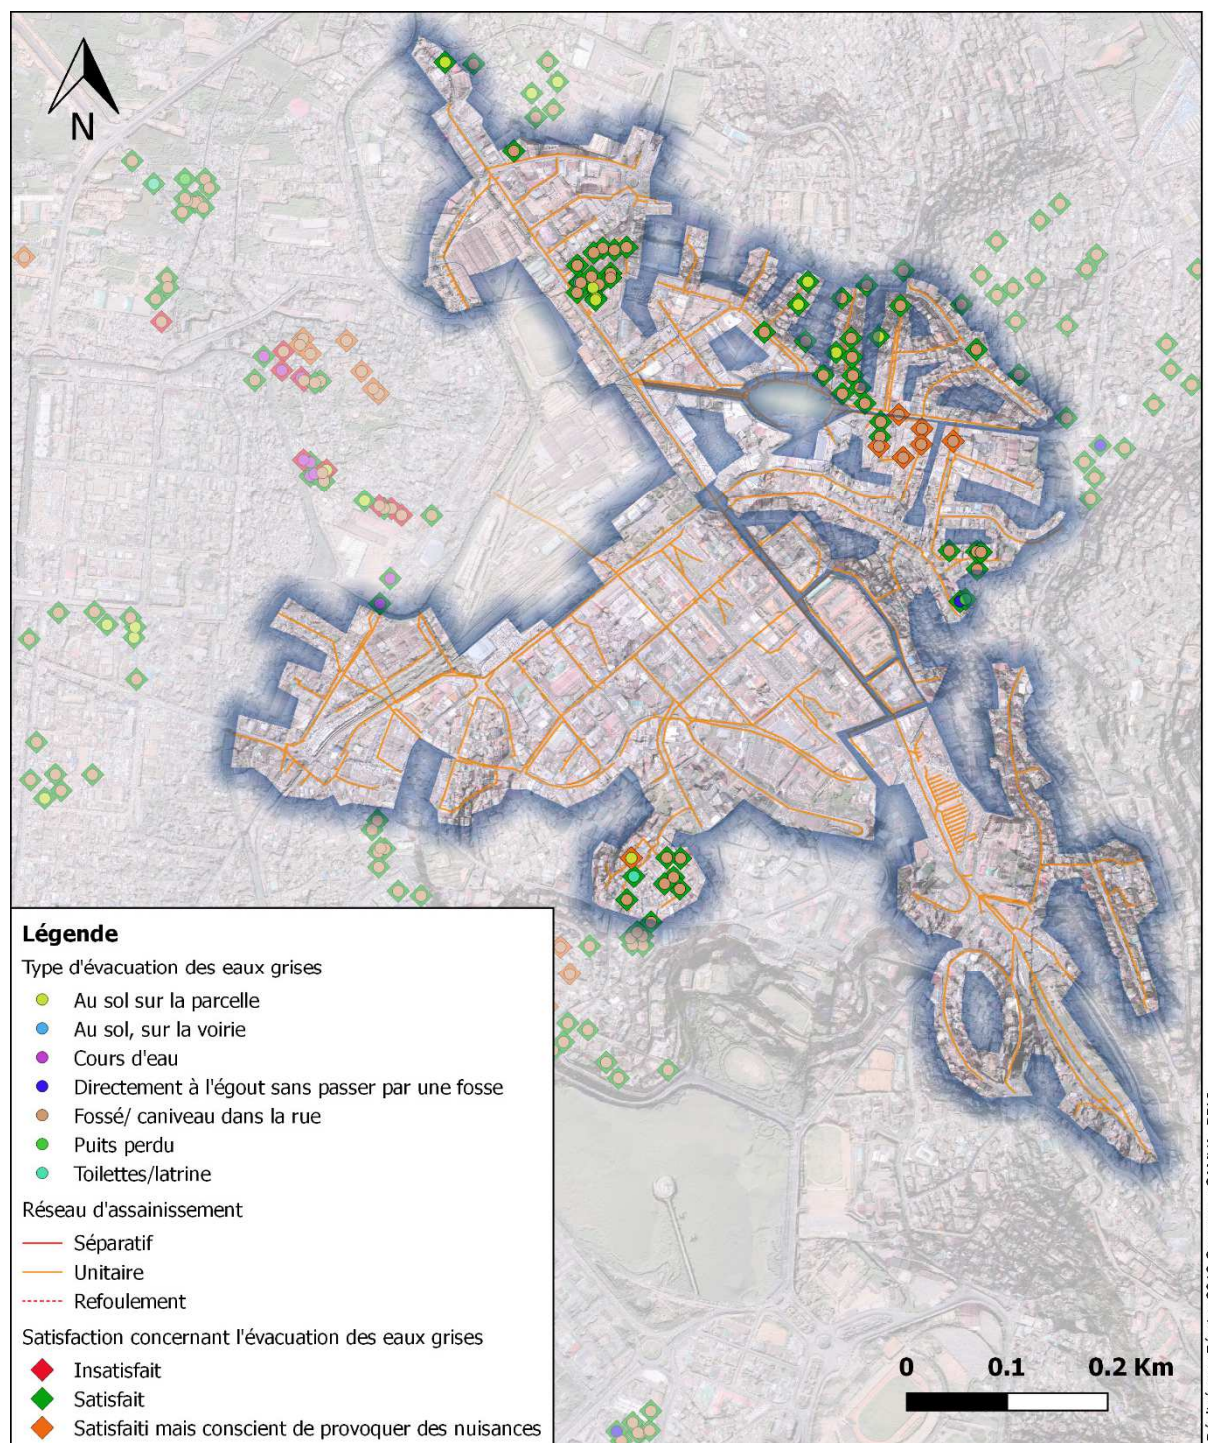 N
Légende
Type d'évacuation des eaux grises
Au sol sur la parcelle
Au sol, sur la voirie
Cours d'eau
Directement à l'égout sans passer par une fosse
Fossé/ caniveau dans la rue
Puits perdu
Toilettes/latrine
Réseau d'assainissement
Séparatif
Unitaire
Refoulement
Satisfaction concernant l'évacuation des eaux grises
Insatisfait
Satisfait
Satisfaiti mais conscient de provoquer des nuisances
0 0.1 0.2 Km